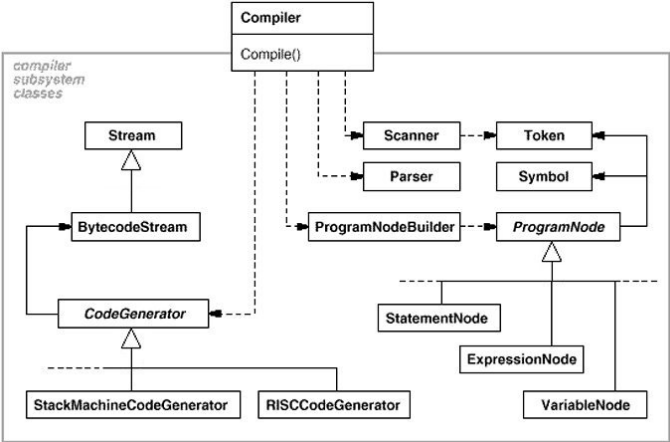 Compiler
Compile()
compiler
subsystem
classes
Stream
Scanner
Token
Parser
Symbol
BytecodeStream
ProgramNodeBuilder
ProgramNode
CodeGenerator
StatementNode
ExpressionNode
StackMachineCodeGenerator
RISCCodeGenerator
VariableNode